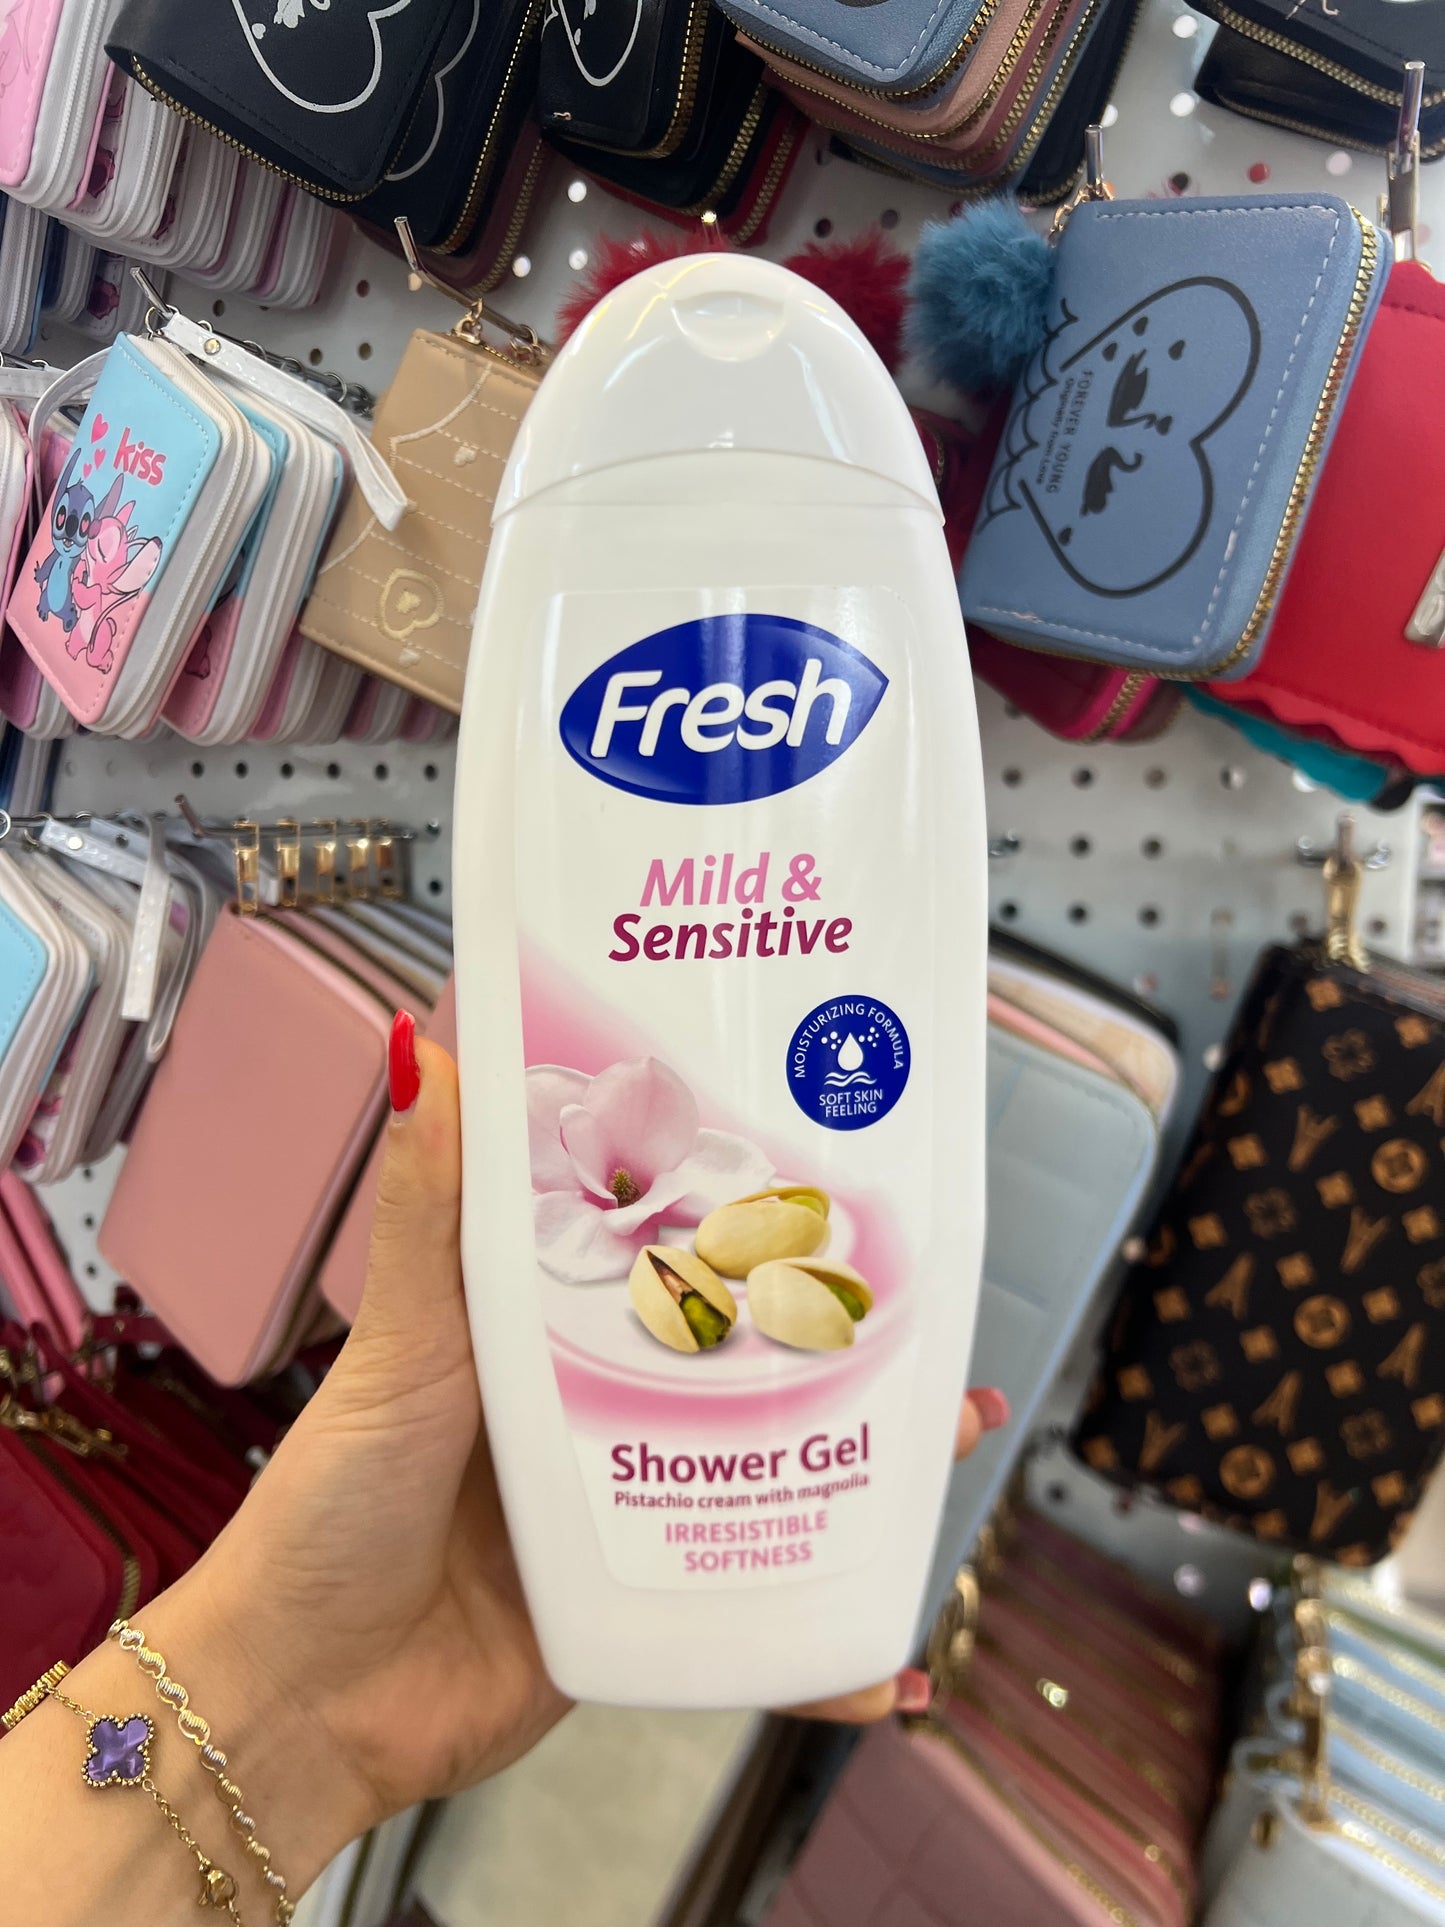 kiss
FOREVER YOUNG
Fresh
Mild &
Sensitive
MOISTURIZING FORMULA
SOFT SKIN
FEELING
Shower Gel
Pistachio cream with magnolia
IRRESISTIBLE
SOFTNESS